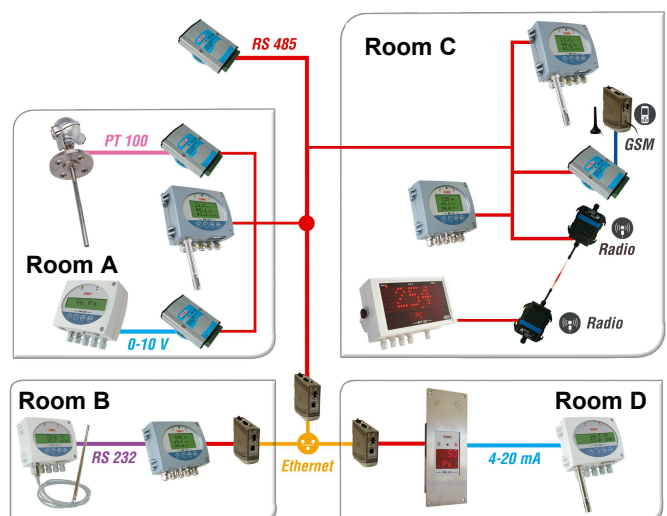 RS 485
Room C
PT 100
GSM
Room A
Radio
254
0-10 V
Radio
Room B
Room D
RS 232
Ethernet
4-20 mA